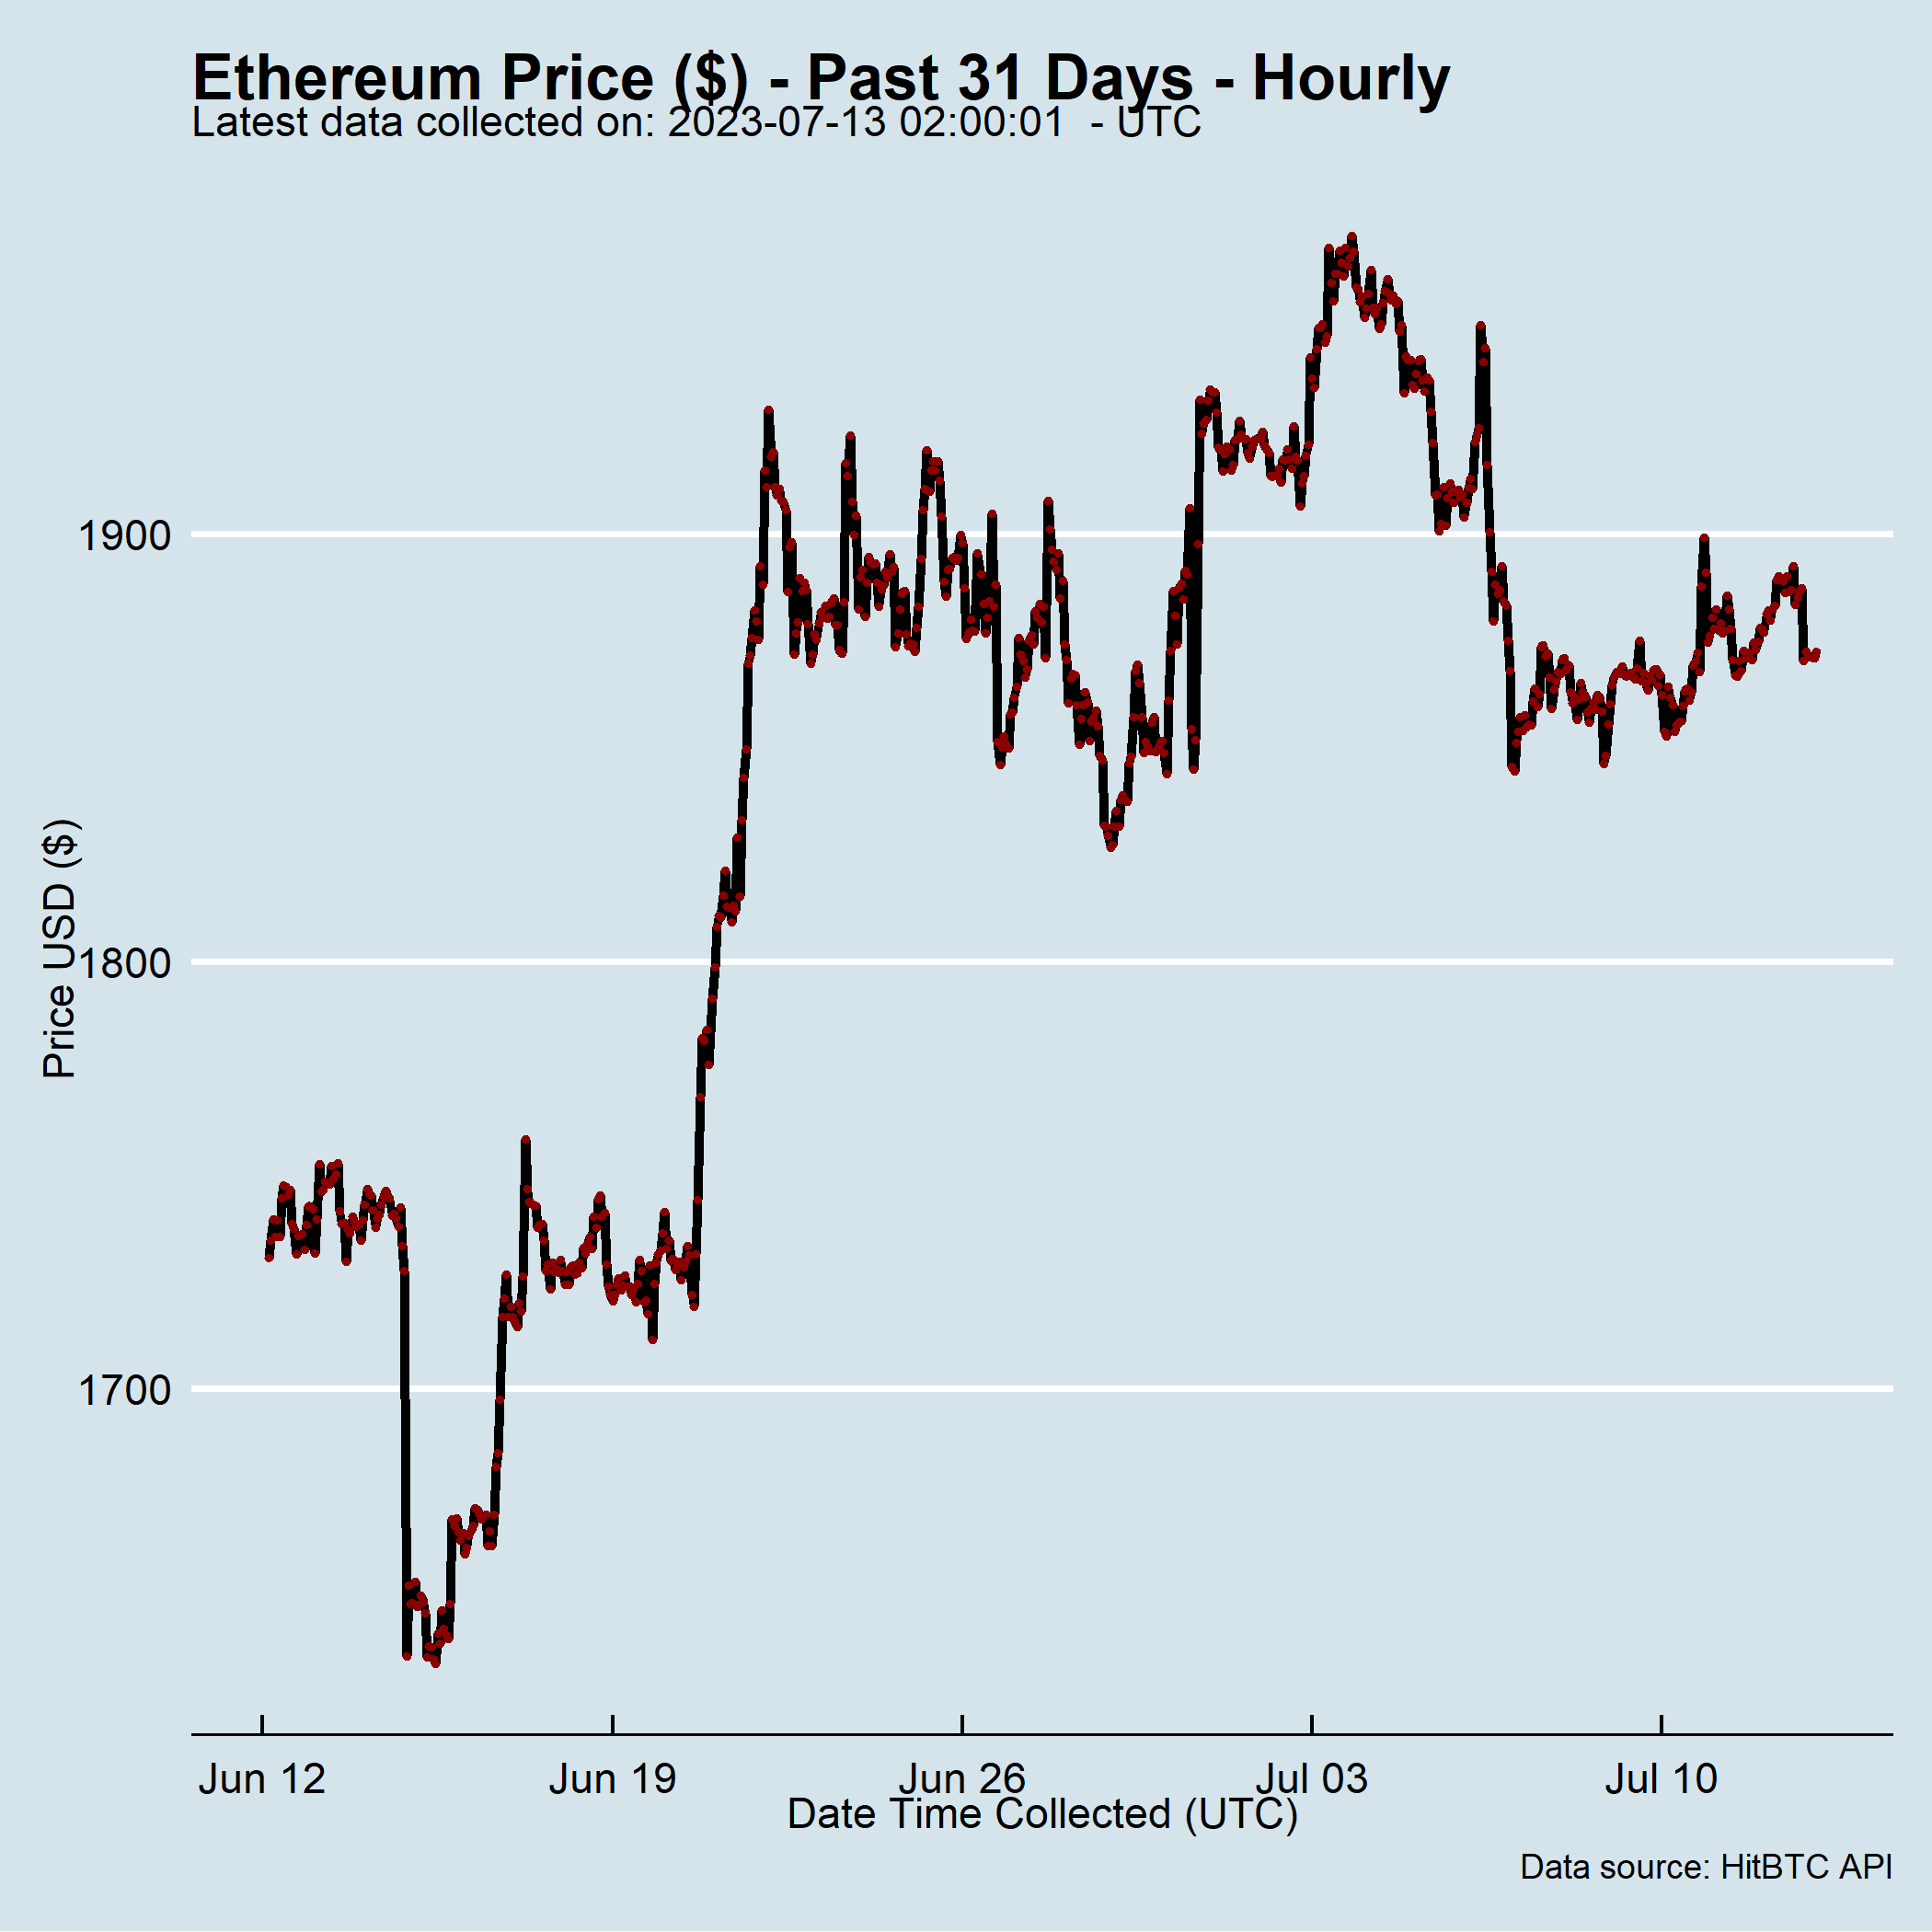 Ethereum Price ($) - Past 31 Days - Hourly
Latest data collected on: 2023-07-13 02:00:01  - UTC
Price USD ($)
1900
1800
1700
Jun 12
Jun 19
Jun 26
Jul 03
Jul 10
Date Time Collected (UTC)
Data source: HitBTC API